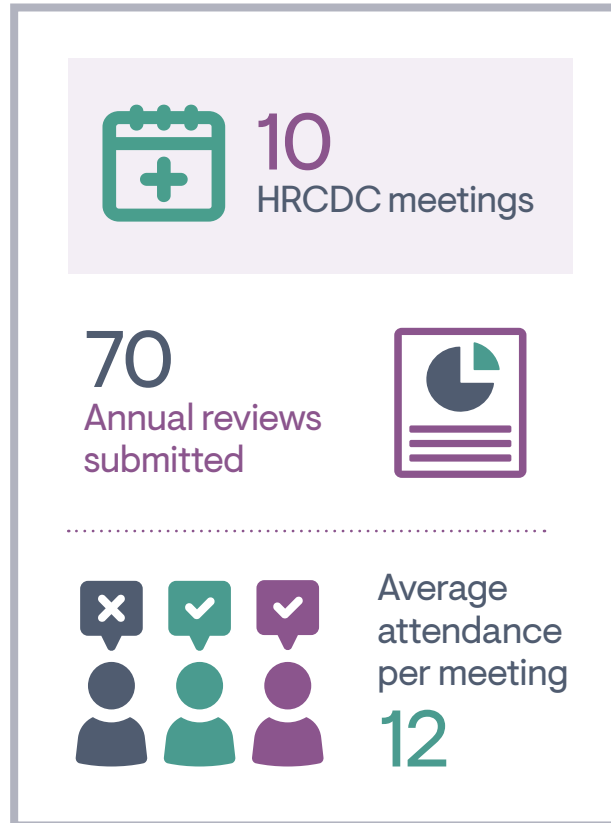 10
HRCDC meetings
70
Annual reviews
submitted
Average
attendance
per meeting
12